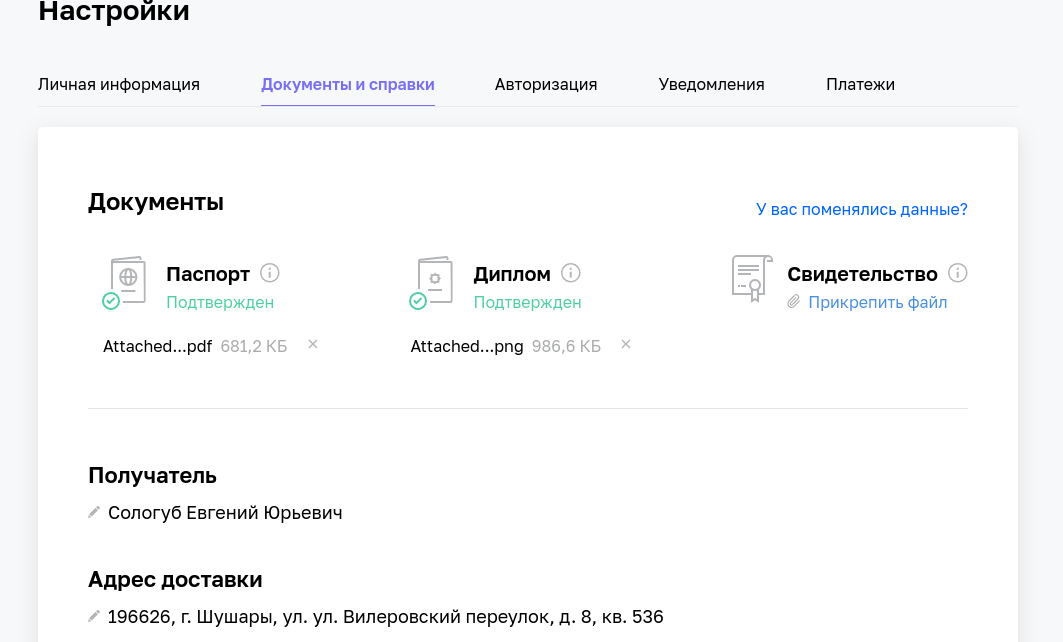 Настройки
Личная информация Документы и справки Авторизация Уведомления Платежи
Документы
У вас поменялись данные?
Паспорт Диплом Свидетельство
Подтвержден Подтвержден Прикрепить файл
Attached...pdf 681,2 КБ × Attached...png 986,6 КБ ×
Получатель
Сологуб Евгений Юрьевич
Адрес доставки
196626, г. Шушары, ул. ул. Вилеровский переулок, д. 8, кв. 536